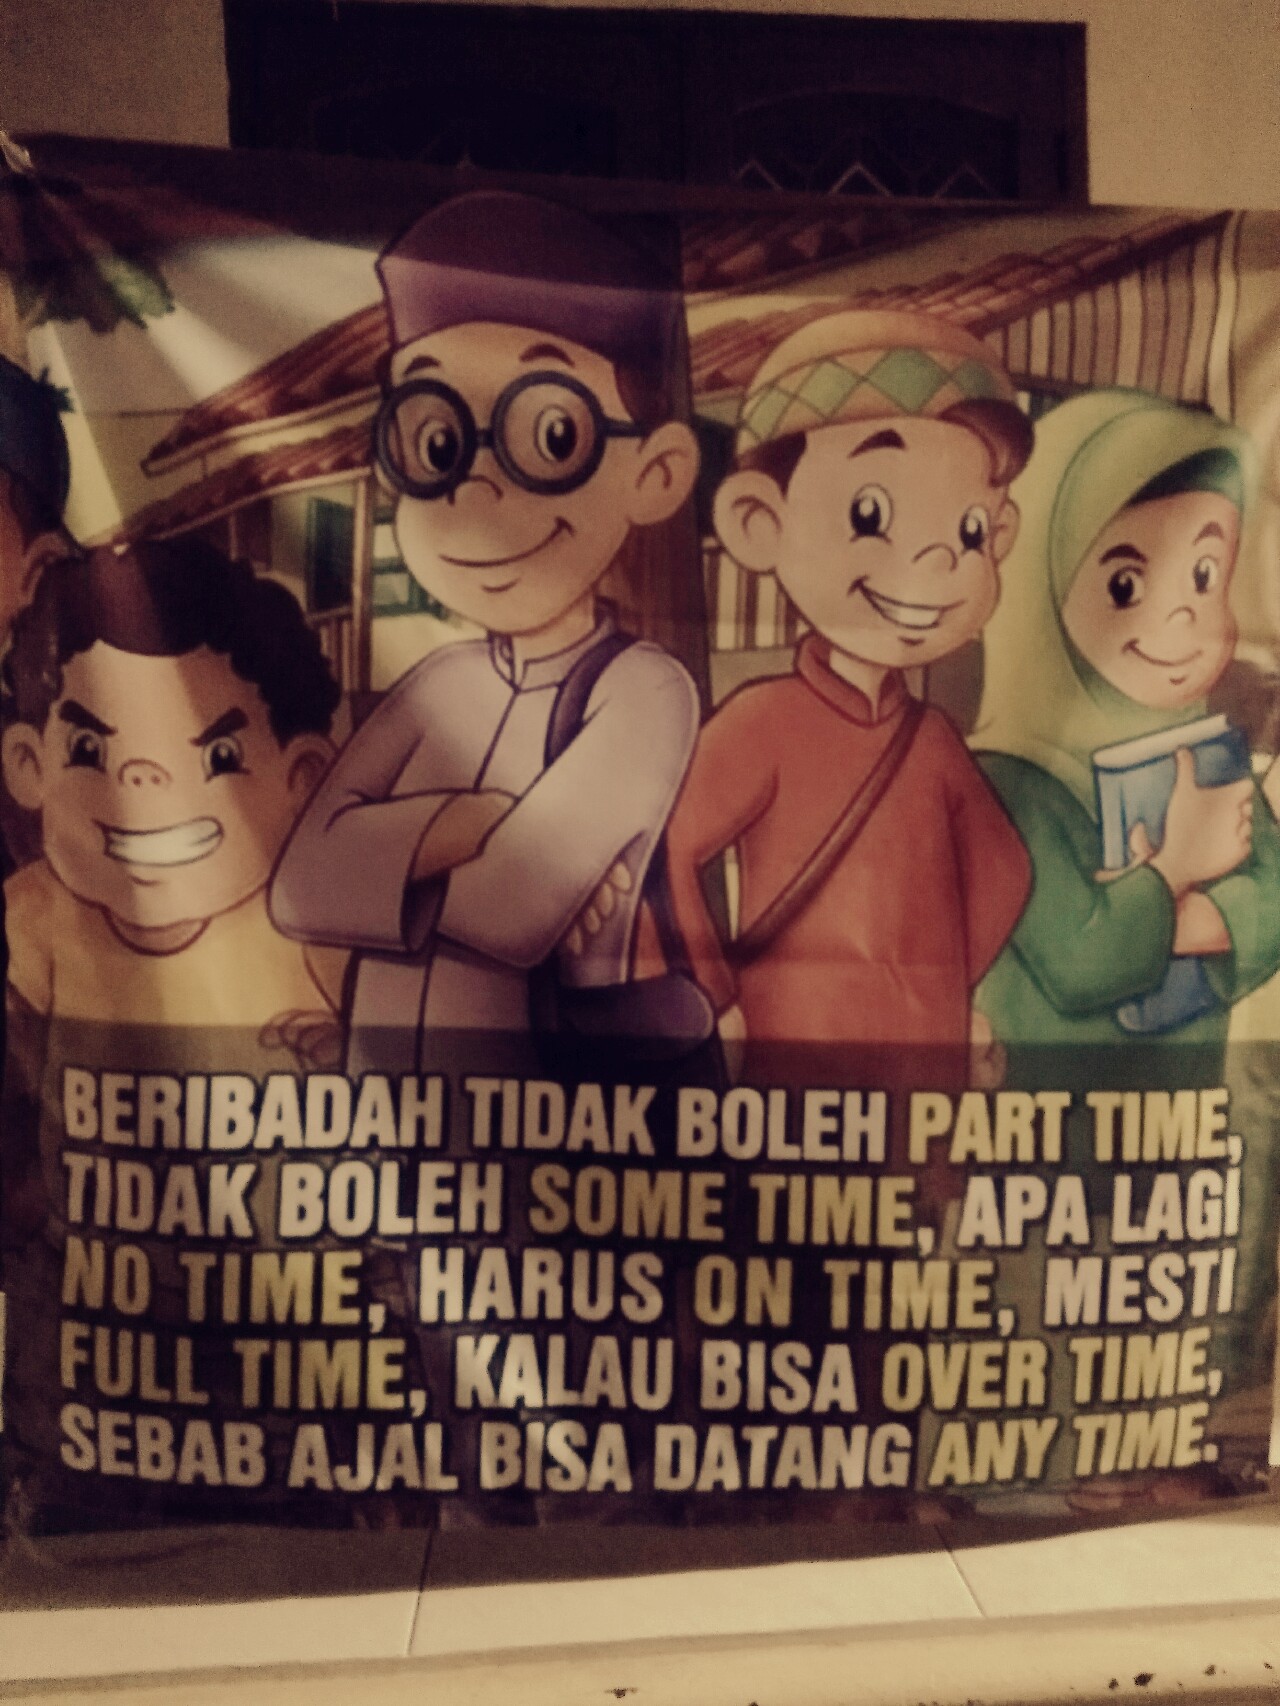 BERIBADAH TIDAK BOLEH PART TIME,
TIDAK BOLEH SOME TIME, APA LAGI
NO TIME, HARUS ON TIME, MESTI
FULL TIME, KALAU BISA OVER TIME,
SEBAB AJAL BISA DATANG ANY TIME.